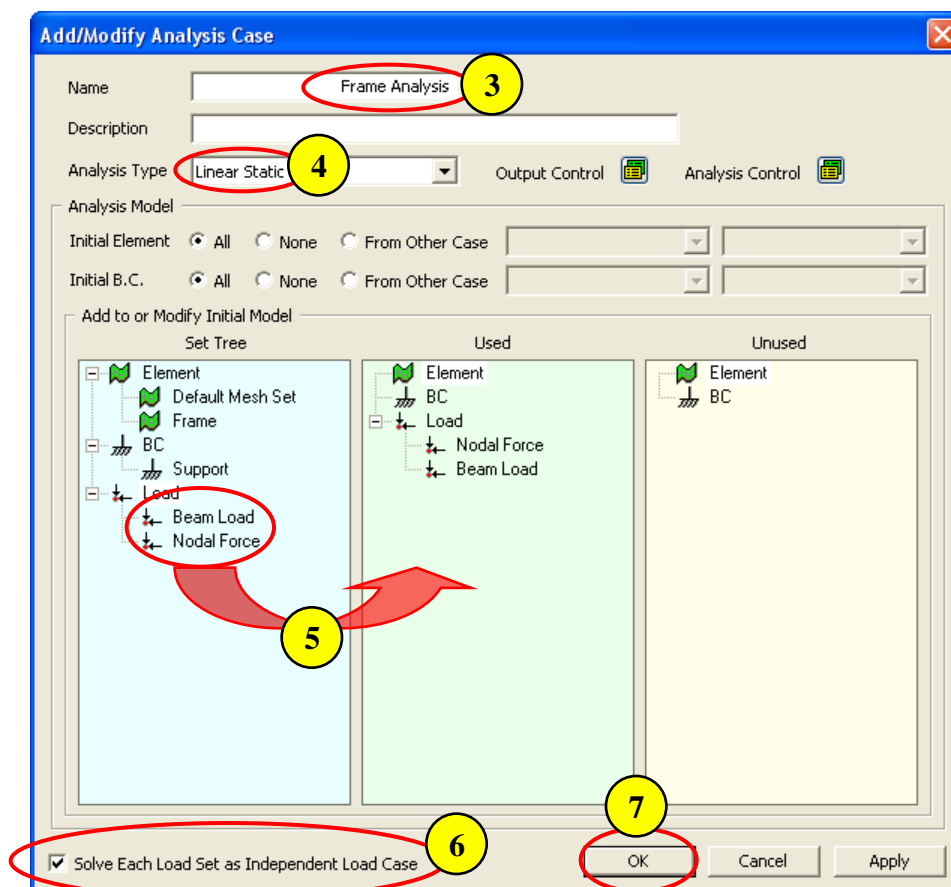 Add/Modify Analysis Case
Name Frame Analysis 3
Description
Analysis Type Linear Static 4 Output Control Analysis Control
Analysis Model
Initial Element All None From Other Case
Initial B.C. All None From Other Case
Add to or Modify Initial Model
Set Tree Used Unused
Element Element Element
Default Mesh Set BC BC
Frame Load
BC Nodal Force
Support Beam Load
Load
Beam Load
Nodal Force
5
7
6
Solve Each Load Set as Independent Load Case OK Cancel Apply